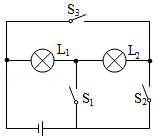 S₃
L₁ L₂
S₁ S₂